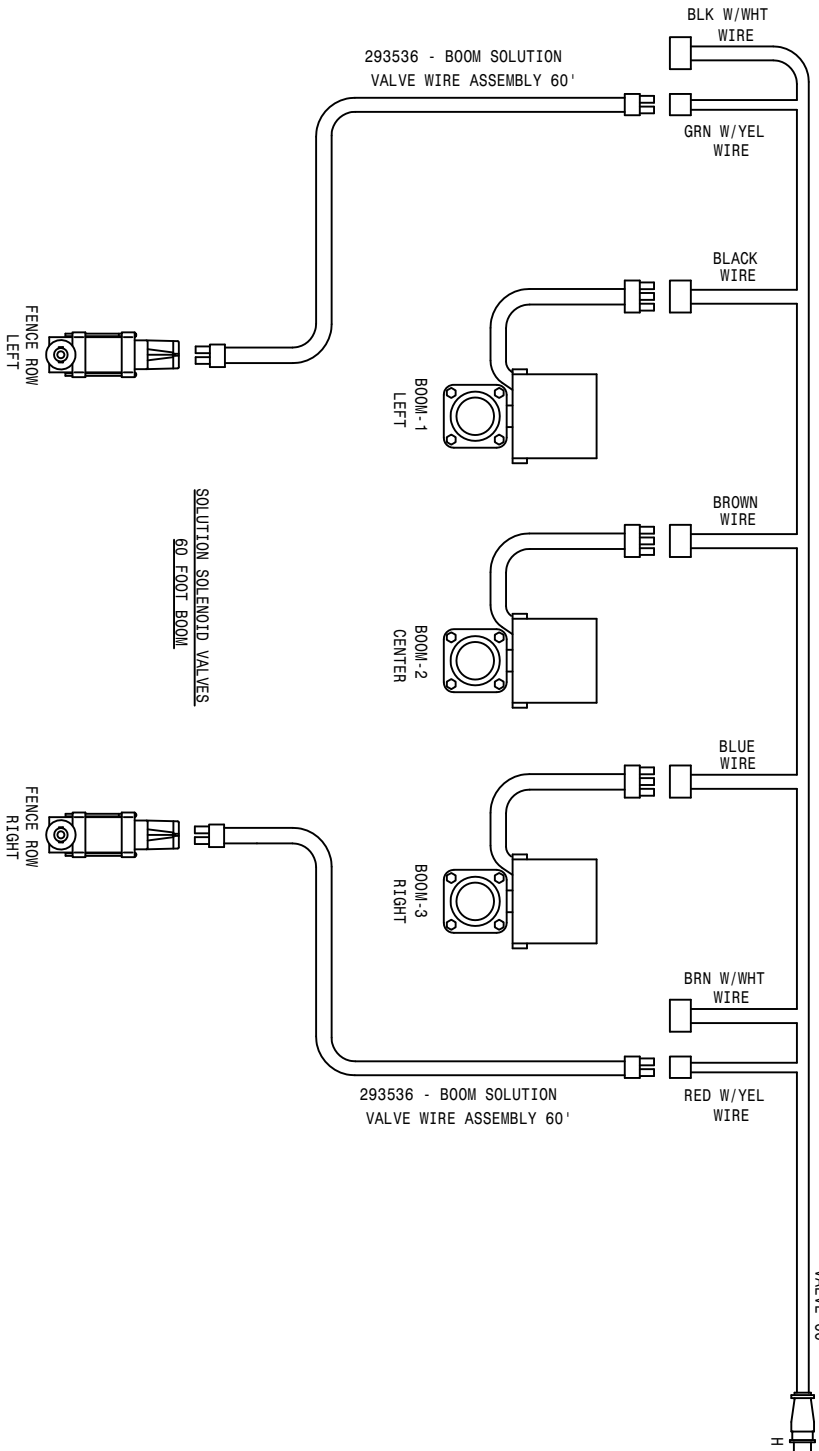 BLK W/WHT
WIRE
293536 - BOOM SOLUTION
VALVE WIRE ASSEMBLY 60'
GRN W/YEL
WIRE
BLACK
WIRE
FENCE ROW
LEFT
BOOM-1
LEFT
BROWN
WIRE
SOLUTION SOLENOID VALVES
60 FOOT BOOM
BOOM-2
CENTER
BLUE
WIRE
FENCE ROW
RIGHT
BOOM-3
RIGHT
BRN W/WHT
WIRE
293536 - BOOM SOLUTION
VALVE WIRE ASSEMBLY 60'
RED W/YEL
WIRE
H